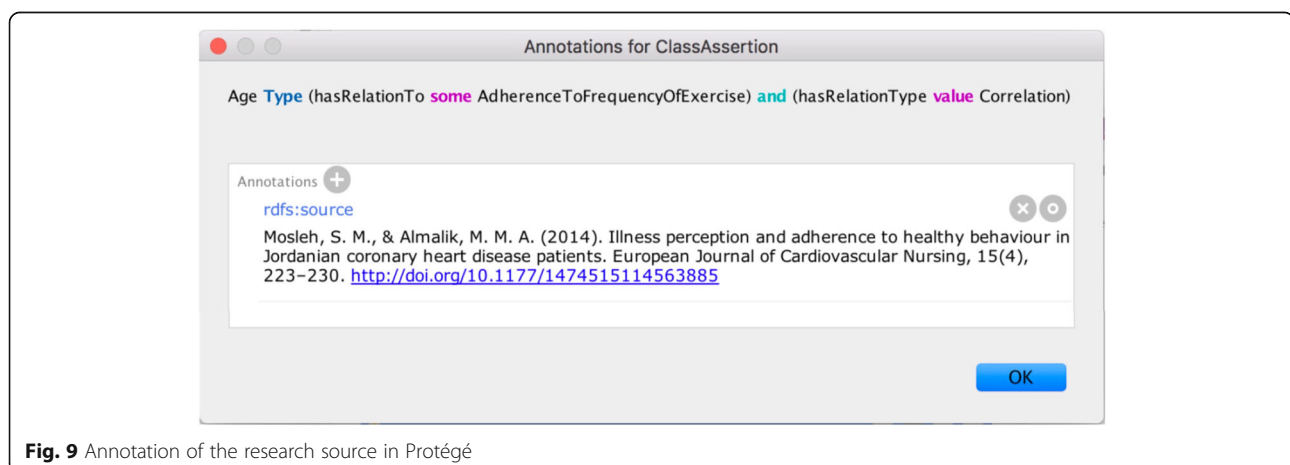 Annotations for ClassAssertion
Age Type (hasRelationTo some AdherenceToFrequencyOfExercise) and (hasRelationType value Correlation)
Annotations
rdfs:source
Mosleh, S. M., & Almalik, M. M. A. (2014). Illness perception and adherence to healthy behaviour in
Jordanian coronary heart disease patients. European Journal of Cardiovascular Nursing, 15(4),
223–230. http://doi.org/10.1177/1474515114563885
OK
Fig. 9 Annotation of the research source in Protégé